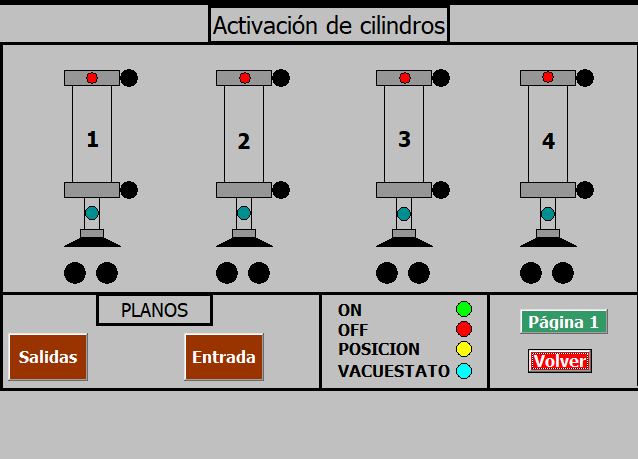 Activación de cilindros
1 2 3 4
PLANOS
Salidas
Entrada
ON
OFF
POSICION
VACUESTATO
Página 1
Volver